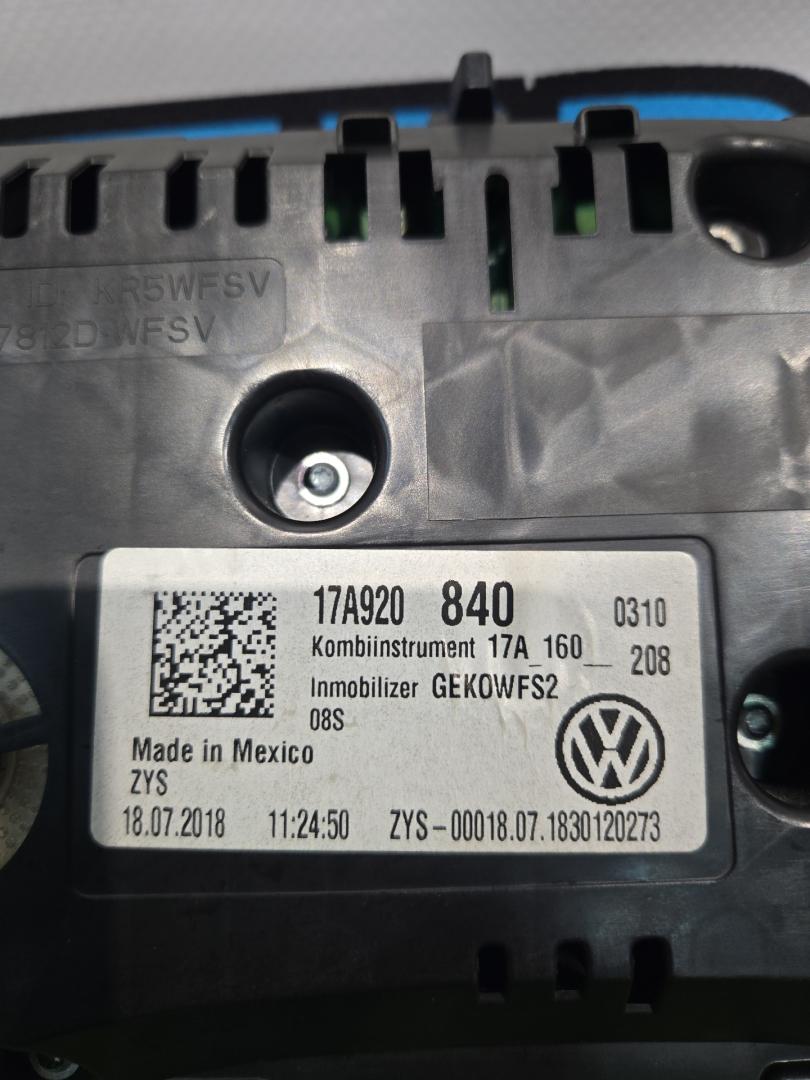 ID: KR5WFSV
7812D-WFSV
17A920 840 0310
Kombiinstrument 17A_160__ 208
Inmobilizer GEKOWFS2
08S
Made in Mexico
ZYS
18.07.2018 11:24:50 ZYS-00018.07.1830120273